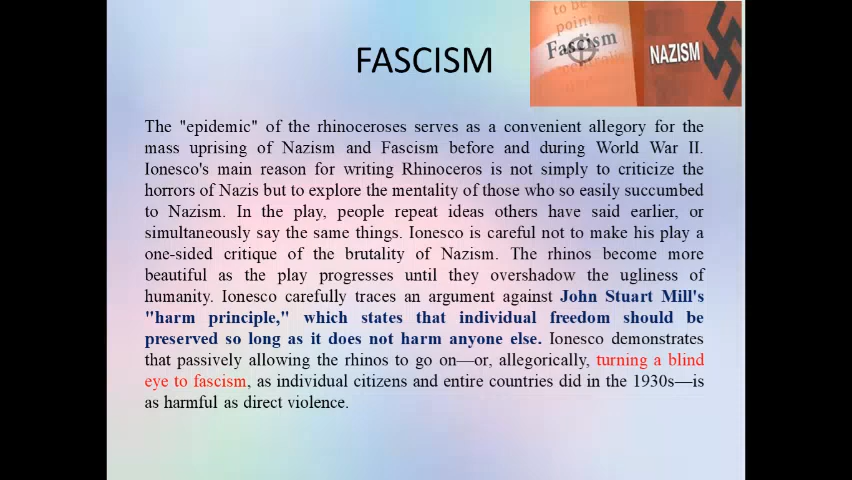 to be
point o
Fascism
NAZISM
FASCISM
The "epidemic" of the rhinoceroses serves as a convenient allegory for the
mass uprising of Nazism and Fascism before and during World War II.
Ionesco's main reason for writing Rhinoceros is not simply to criticize the
horrors of Nazis but to explore the mentality of those who so easily succumbed
to Nazism. In the play, people repeat ideas others have said earlier, or
simultaneously say the same things. Ionesco is careful not to make his play a
one-sided critique of the brutality of Nazism. The rhinos become more
beautiful as the play progresses until they overshadow the ugliness of
humanity. Ionesco carefully traces an argument against John Stuart Mill's
"harm principle," which states that individual freedom should be
preserved so long as it does not harm anyone else. Ionesco demonstrates
that passively allowing the rhinos to go on—or, allegorically, turning a blind
eye to fascism, as individual citizens and entire countries did in the 1930s—is
as harmful as direct violence.